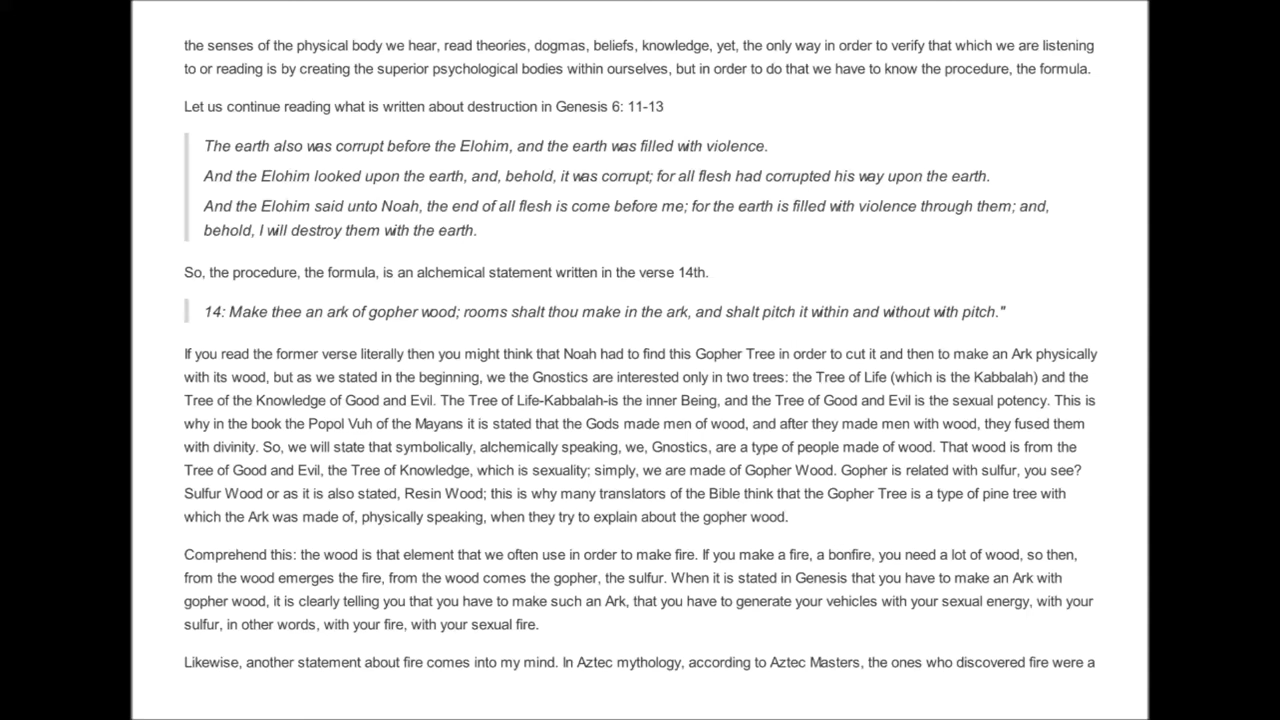 the senses of the physical body we hear, read theories, dogmas, beliefs, knowledge, yet, the only way in order to verify that which we are listening
to or reading is by creating the superior psychological bodies within ourselves, but in order to do that we have to know the procedure, the formula.
Let us continue reading what is written about destruction in Genesis 6: 11-13
The earth also was corrupt before the Elohim, and the earth was filled with violence.
And the Elohim looked upon the earth, and, behold, it was corrupt; for all flesh had corrupted his way upon the earth.
And the Elohim said unto Noah, the end of all flesh is come before me; for the earth is filled with violence through them; and,
behold, I will destroy them with the earth.
So, the procedure, the formula, is an alchemical statement written in the verse 14th.
14: Make thee an ark of gopher wood; rooms shalt thou make in the ark, and shalt pitch it within and without with pitch."
If you read the former verse literally then you might think that Noah had to find this Gopher Tree in order to cut it and then to make an Ark physically
with its wood, but as we stated in the beginning, we the Gnostics are interested only in two trees: the Tree of Life (which is the Kabbalah) and the
Tree of the Knowledge of Good and Evil. The Tree of Life-Kabbalah-is the inner Being, and the Tree of Good and Evil is the sexual potency. This is
why in the book the Popol Vuh of the Mayans it is stated that the Gods made men of wood, and after they made men with wood, they fused them
with divinity. So, we will state that symbolically, alchemically speaking, we, Gnostics, are a type of people made of wood. That wood is from the
Tree of Good and Evil, the Tree of Knowledge, which is sexuality; simply, we are made of Gopher Wood. Gopher is related with sulfur, you see?
Sulfur Wood or as it is also stated, Resin Wood; this is why many translators of the Bible think that the Gopher Tree is a type of pine tree with
which the Ark was made of, physically speaking, when they try to explain about the gopher wood.
Comprehend this: the wood is that element that we often use in order to make fire. If you make a fire, a bonfire, you need a lot of wood, so then,
from the wood emerges the fire, from the wood comes the gopher, the sulfur. When it is stated in Genesis that you have to make an Ark with
gopher wood, it is clearly telling you that you have to make such an Ark, that you have to generate your vehicles with your sexual energy, with your
sulfur, in other words, with your fire, with your sexual fire.
Likewise, another statement about fire comes into my mind. In Aztec mythology, according to Aztec Masters, the ones who discovered fire were a